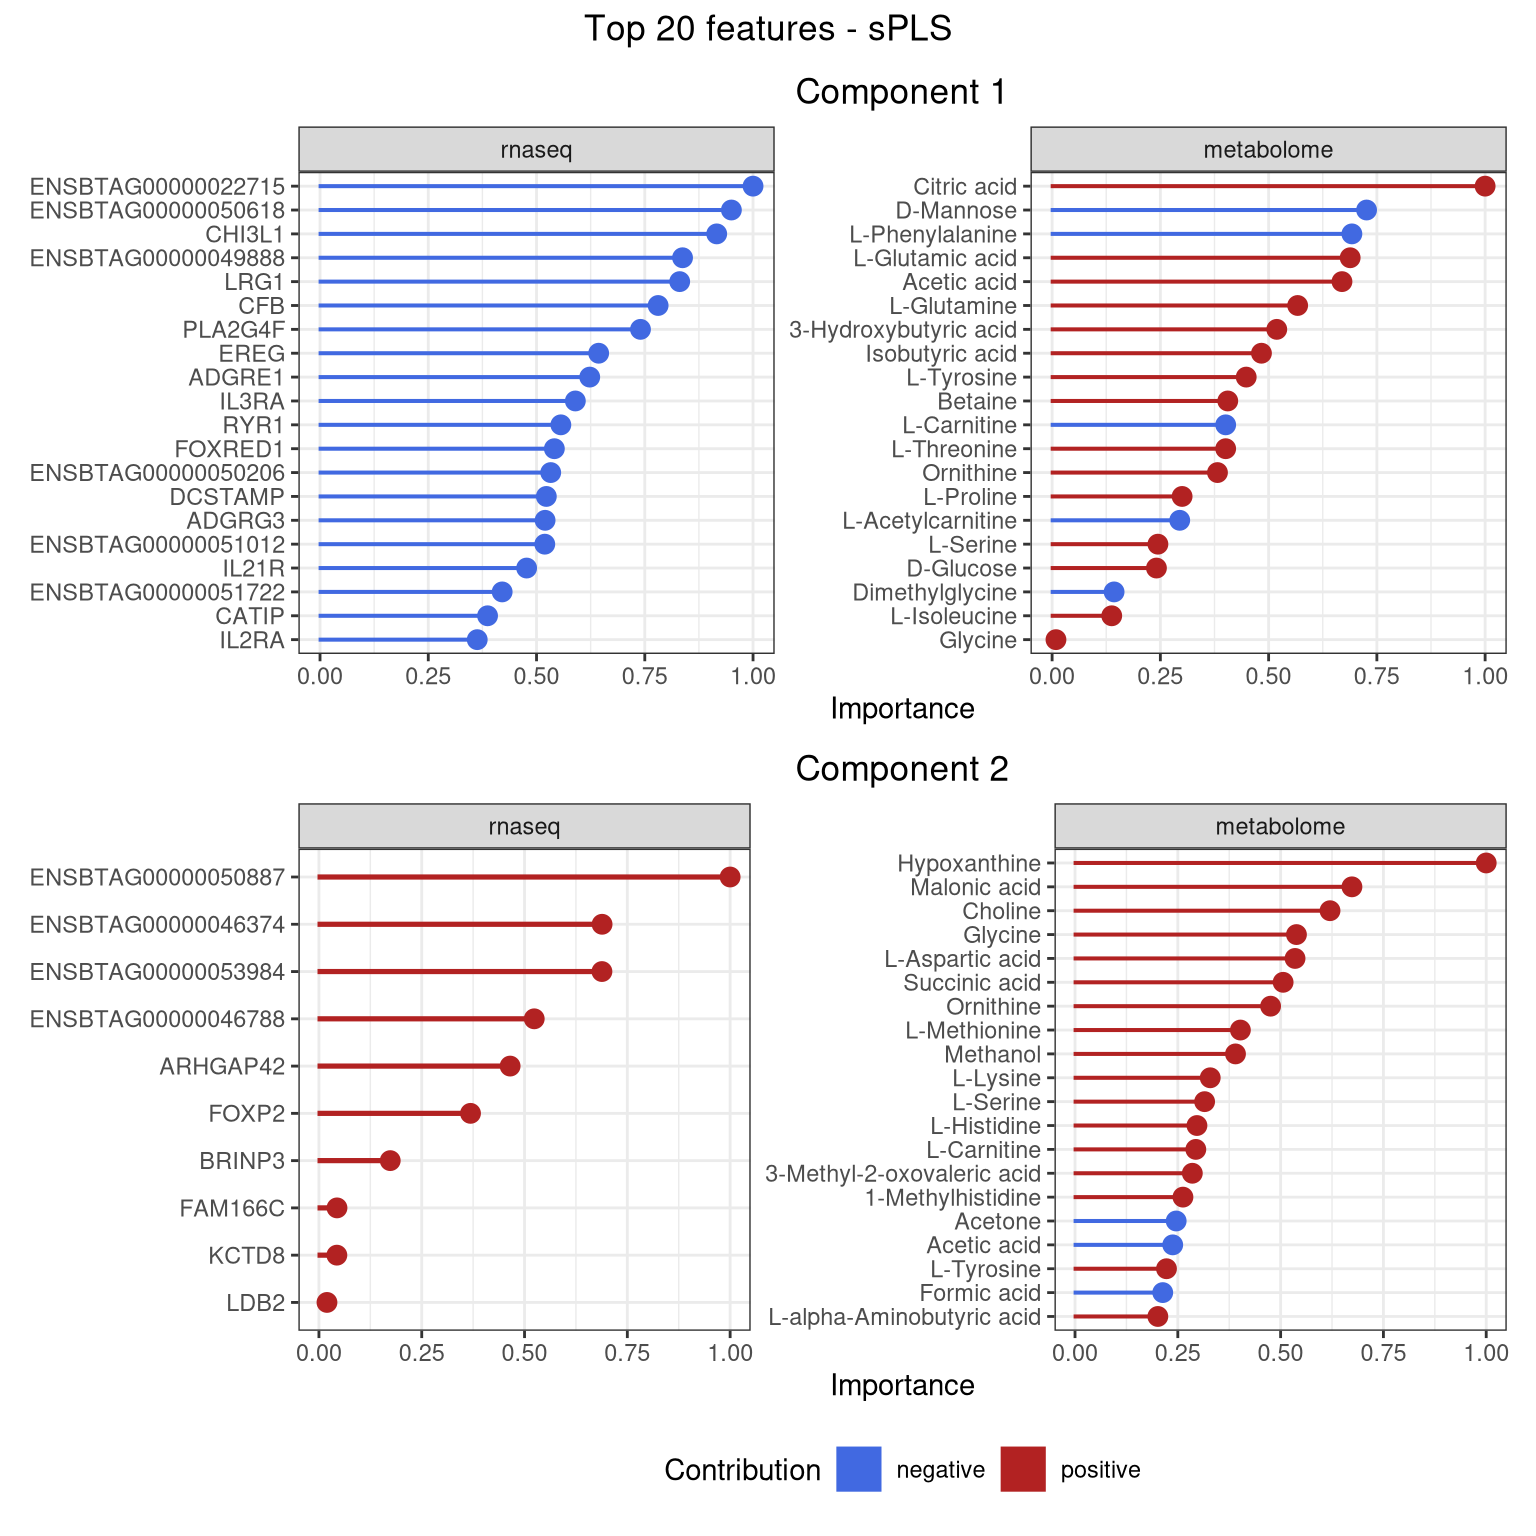 Top 20 features - sPLS
Component 1
rnaseq
ENSBTAG00000022715
ENSBTAG00000050618
CHI3L1
ENSBTAG00000049888
LRG1
CFB
PLA2G4F
EREG
ADGRE1
IL3RA
RYR1
FOXRED1
ENSBTAG00000050206
DCSTAMP
ADGRG3
ENSBTAG00000051012
IL21R
ENSBTAG00000051722
CATIP
IL2RA
0.00 0.25 0.50 0.75 1.00
metabolome
Citric acid
D-Mannose
L-Phenylalanine
L-Glutamic acid
Acetic acid
L-Glutamine
3-Hydroxybutyric acid
Isobutyric acid
L-Tyrosine
Betaine
L-Carnitine
L-Threonine
Ornithine
L-Proline
L-Acetylcarnitine
L-Serine
D-Glucose
Dimethylglycine
L-Isoleucine
Glycine
0.00 0.25 0.50 0.75 1.00
Importance
Component 2
rnaseq
ENSBTAG00000050887
ENSBTAG00000046374
ENSBTAG00000053984
ENSBTAG00000046788
ARHGAP42
FOXP2
BRINP3
FAM166C
KCTD8
LDB2
0.00 0.25 0.50 0.75 1.00
metabolome
Hypoxanthine
Malonic acid
Choline
Glycine
L-Aspartic acid
Succinic acid
Ornithine
L-Methionine
Methanol
L-Lysine
L-Serine
L-Histidine
L-Carnitine
3-Methyl-2-oxovaleric acid
1-Methylhistidine
Acetone
Acetic acid
L-Tyrosine
Formic acid
L-alpha-Aminobutyric acid
0.00 0.25 0.50 0.75 1.00
Importance
Contribution negative positive